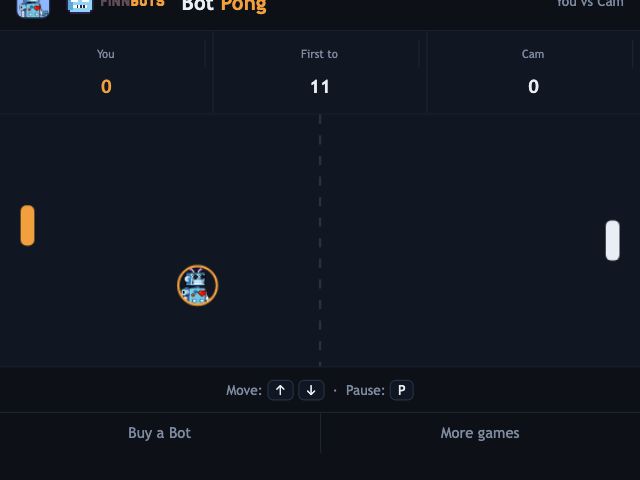 FINNBOTS Bot Pong You vs Cam
You First to Cam
0 11 0
Move: ↑ ↓ · Pause: P
Buy a Bot More games